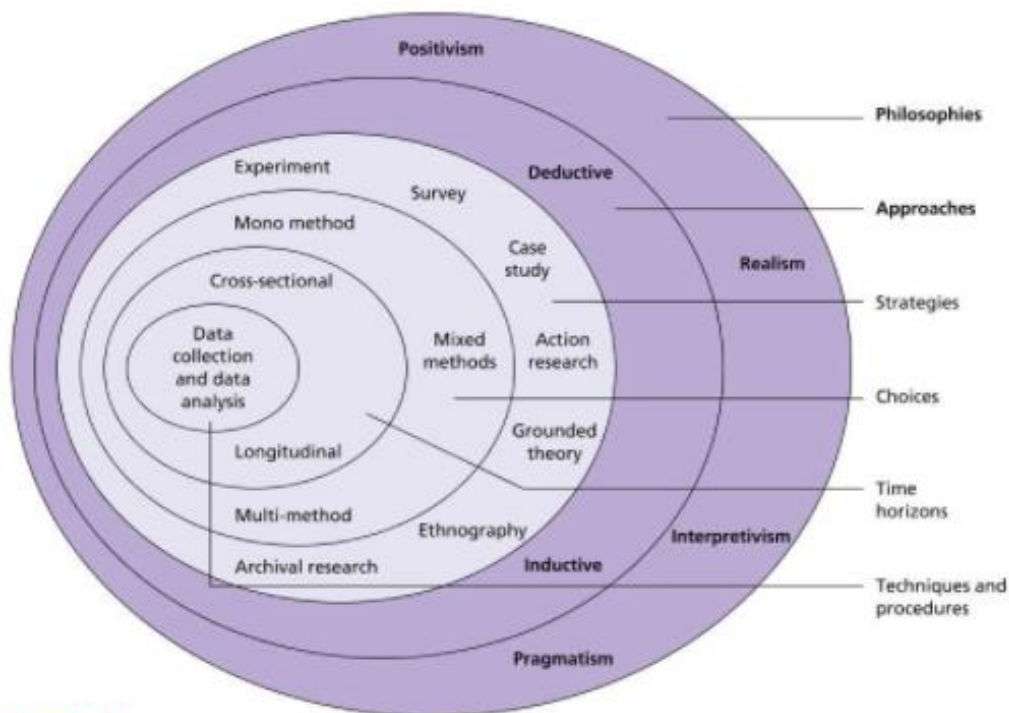 Positivism
Philosophies
Experiment
Deductive
Survey
Approaches
Mono method
Case
study
Realism
Cross-sectional
Strategies
Data
collection
and data
analysis
Mixed
methods
Action
research
Choices
Grounded
theory
Longitudinal
Time
horizons
Multi-method
Ethnography
Interpretivism
Archival research
Inductive
Techniques and
procedures
Pragmatism